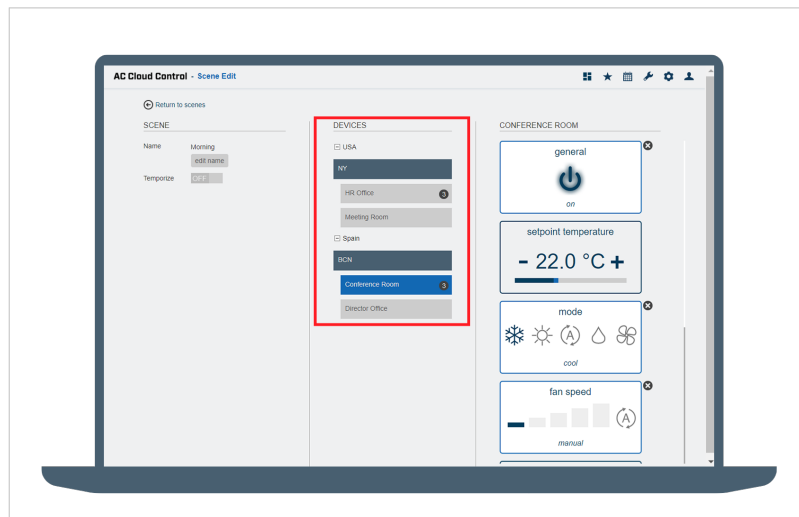 AC Cloud Control - Scene Edit
Return to scenes
SCENE
Name Morning
edit name
Temporize OFF
DEVICES
USA
NY
HR Office 3
Meeting Room
Spain
BCN
Conference Room 3
Director Office
CONFERENCE ROOM
general
on
setpoint temperature
- 22.0 °C +
mode
A
cool
fan speed
A
manual